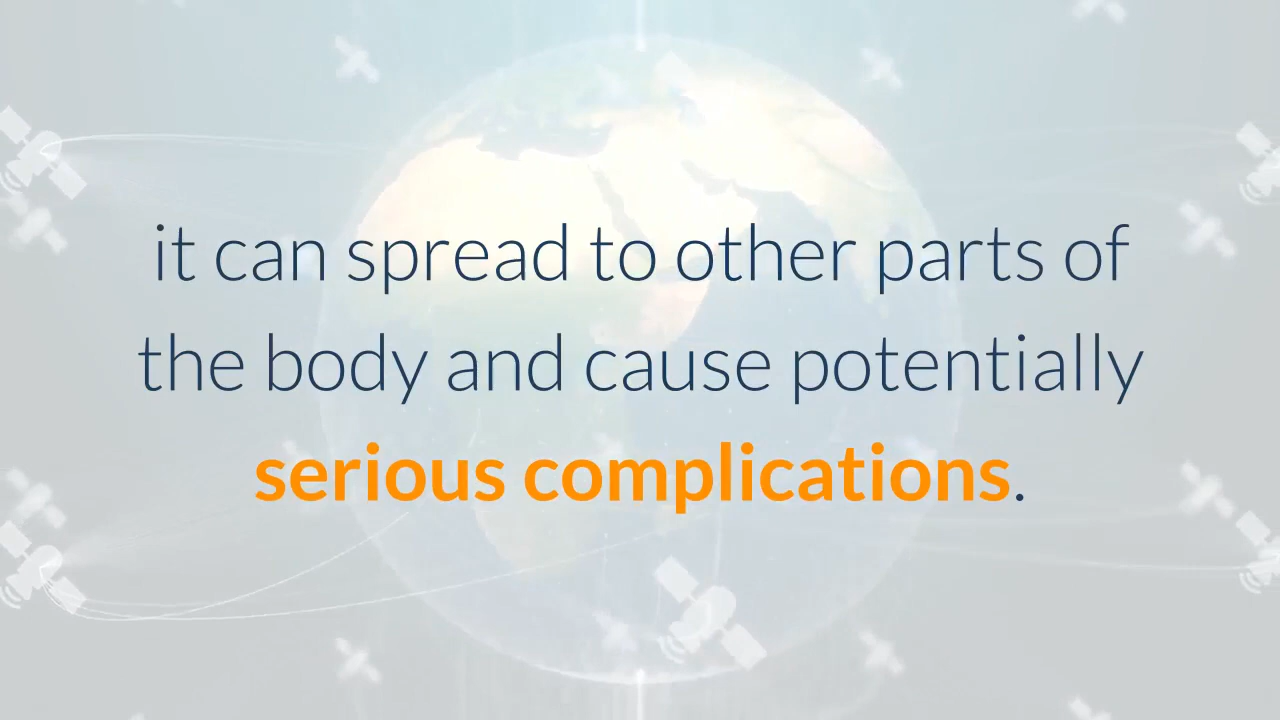 it can spread to other parts of
the body and cause potentially
serious complications.